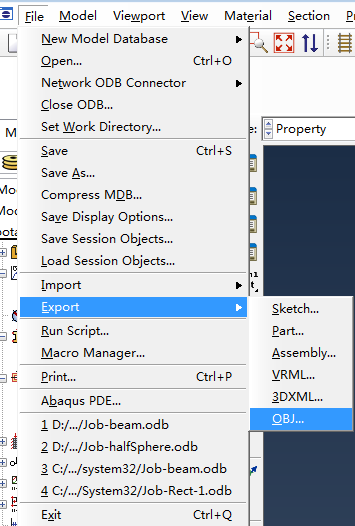 File Model Viewport View Material Section
New Model Database
Open... Ctrl+O
Network ODB Connector
Close ODB...
Set Work Directory...
Property
Save Ctrl+S
Save As...
Compress MDB...
Save Display Options...
Save Session Objects...
Load Session Objects...
Import
Export
Sketch...
Run Script...
Part...
Macro Manager...
Assembly...
Print... Ctrl+P
VRML...
Abaqus PDE...
3DXML...
OBJ...
1 D:/.../Job-beam.odb
2 D:/.../Job-halfSphere.odb
3 C:/.../system32/Job-beam.odb
4 C:/.../System32/Job-Rect-1.odb
Exit Ctrl+Q